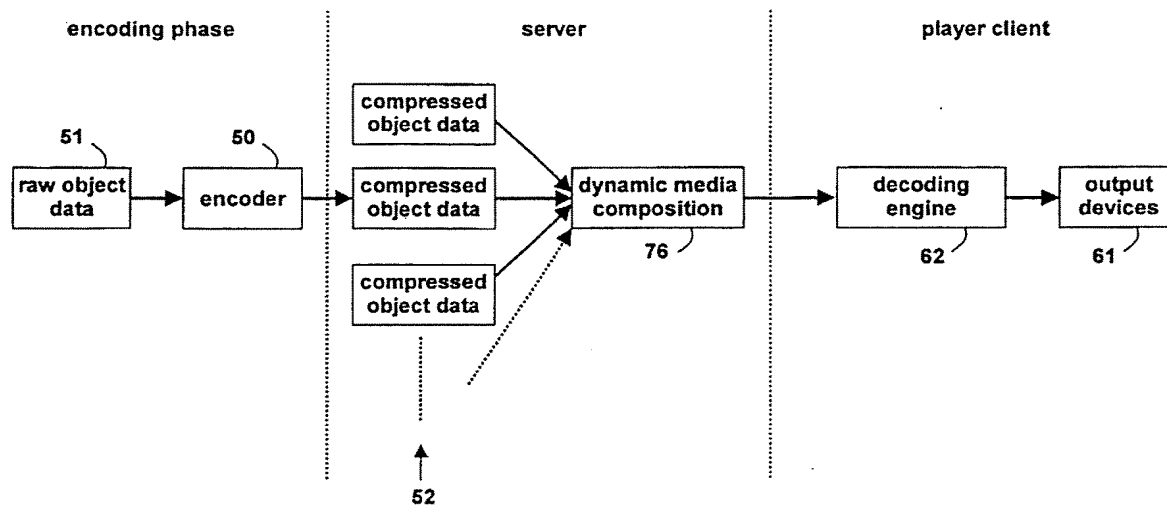 encoding phase
server
player client
51
raw object
data
50
encoder
compressed
object data
compressed
object data
compressed
object data
52
dynamic media
composition
76
decoding
engine
62
output
devices
61